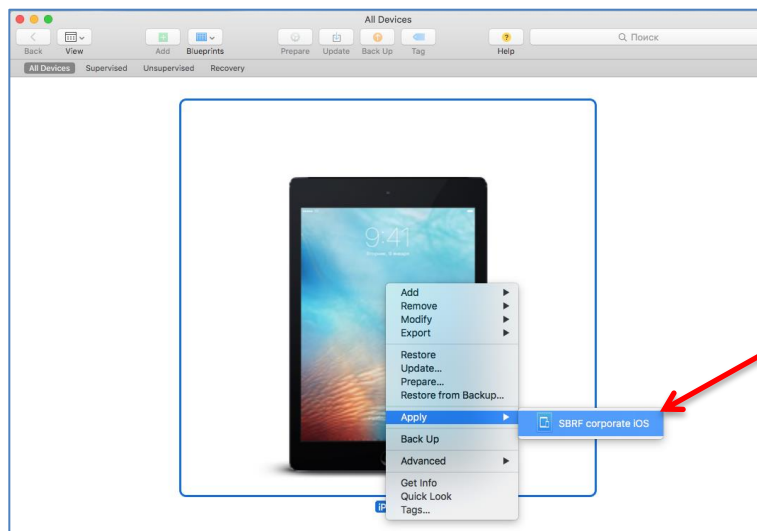 All Devices
Поиск
Back View Add Blueprints Prepare Update Back Up Tag Help
All Devices Supervised Unsupervised Recovery
9:41
Add
Remove
Modify
Export
Restore
Update...
Prepare...
Restore from Backup...
Apply
SBRF corporate iOS
Back Up
Advanced
Get Info
Quick Look
Tags...
iP